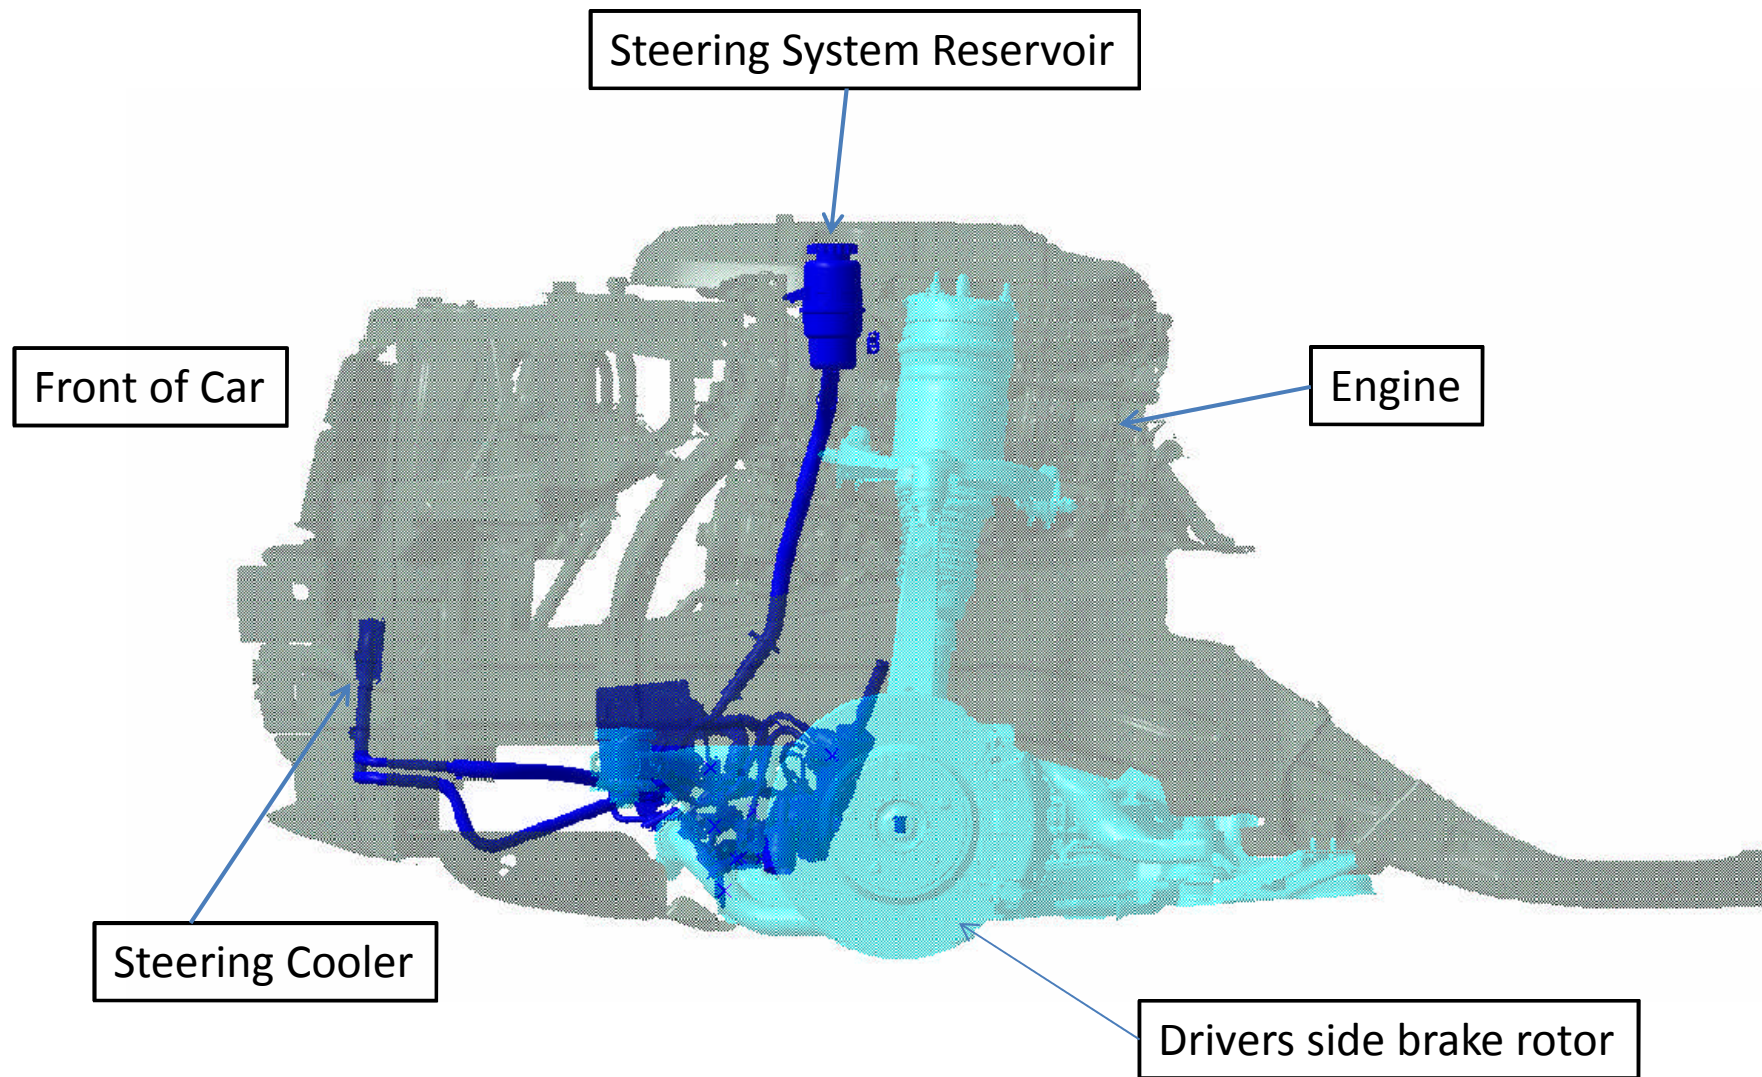 Steering System Reservoir
Front of Car
Engine
Steering Cooler
Drivers side brake rotor